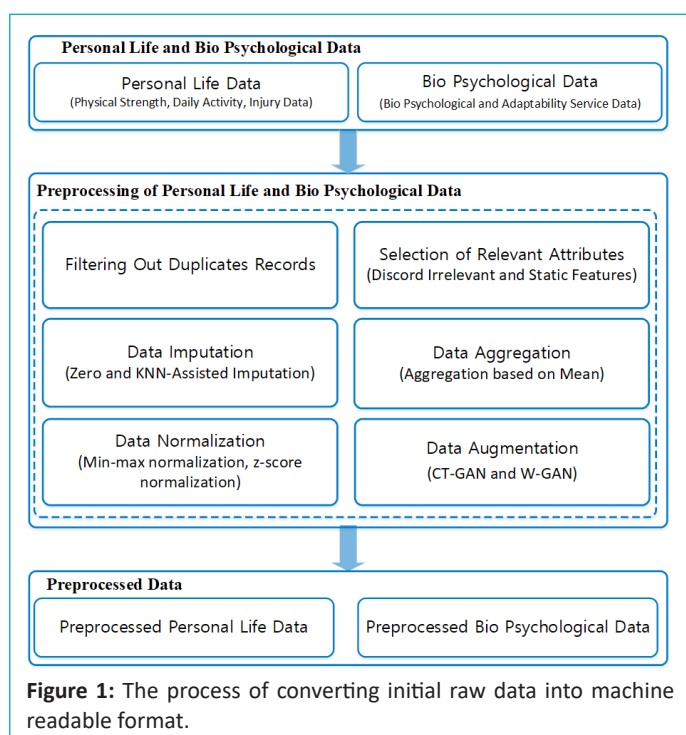 Personal Life and Bio Psychological Data
Personal Life Data
(Physical Strength, Daily Activity, Injury Data)
Bio Psychological Data
(Bio Psychological and Adaptability Service Data)
Preprocessing of Personal Life and Bio Psychological Data
Filtering Out Duplicates Records
Selection of Relevant Attributes
(Discord Irrelevant and Static Features)
Data Imputation
(Zero and KNN-Assisted Imputation)
Data Aggregation
(Aggregation based on Mean)
Data Normalization
(Min-max normalization, z-score
normalization)
Data Augmentation
(CT-GAN and W-GAN)
Preprocessed Data
Preprocessed Personal Life Data
Preprocessed Bio Psychological Data
Figure 1: The process of converting initial raw data into machine
readable format.